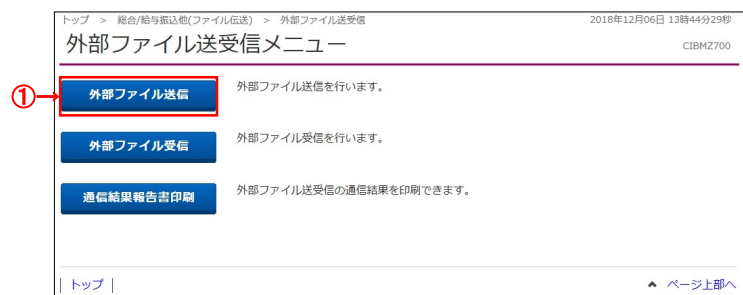 トップ > 総合/給与振込他(ファイル伝送) > 外部ファイル送受信
2018年12月06日 13時44分29秒
外部ファイル送受信メニュー
CIBMZ700
①→
外部ファイル送信
外部ファイル送信を行います。
外部ファイル受信
外部ファイル受信を行います。
通信結果報告書印刷
外部ファイル送受信の通信結果を印刷できます。
| トップ |
ページ上部へ